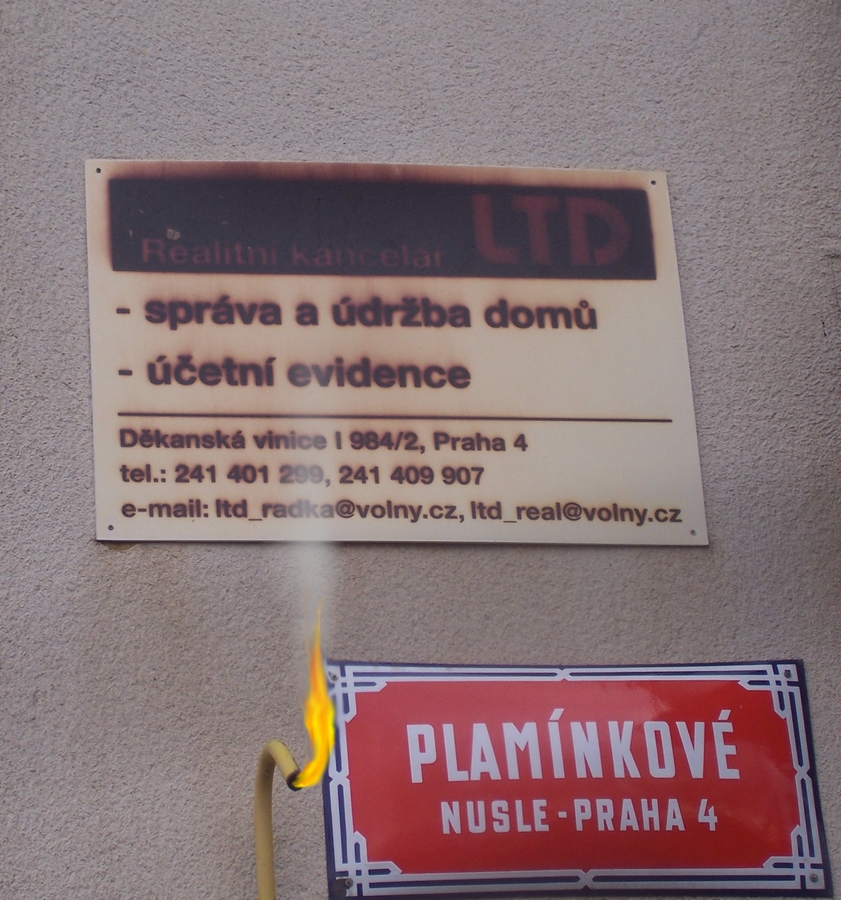 Realitní kancelář LTD
- správa a údržba domů
- účetní evidence
Děkanská vinice I 984/2, Praha 4
tel.: 241 401 299, 241 409 907
e-mail: ltd_radka@volny.cz, ltd_real@volny.cz
PLAMÍNKOVÉ
NUSLE - PRAHA 4